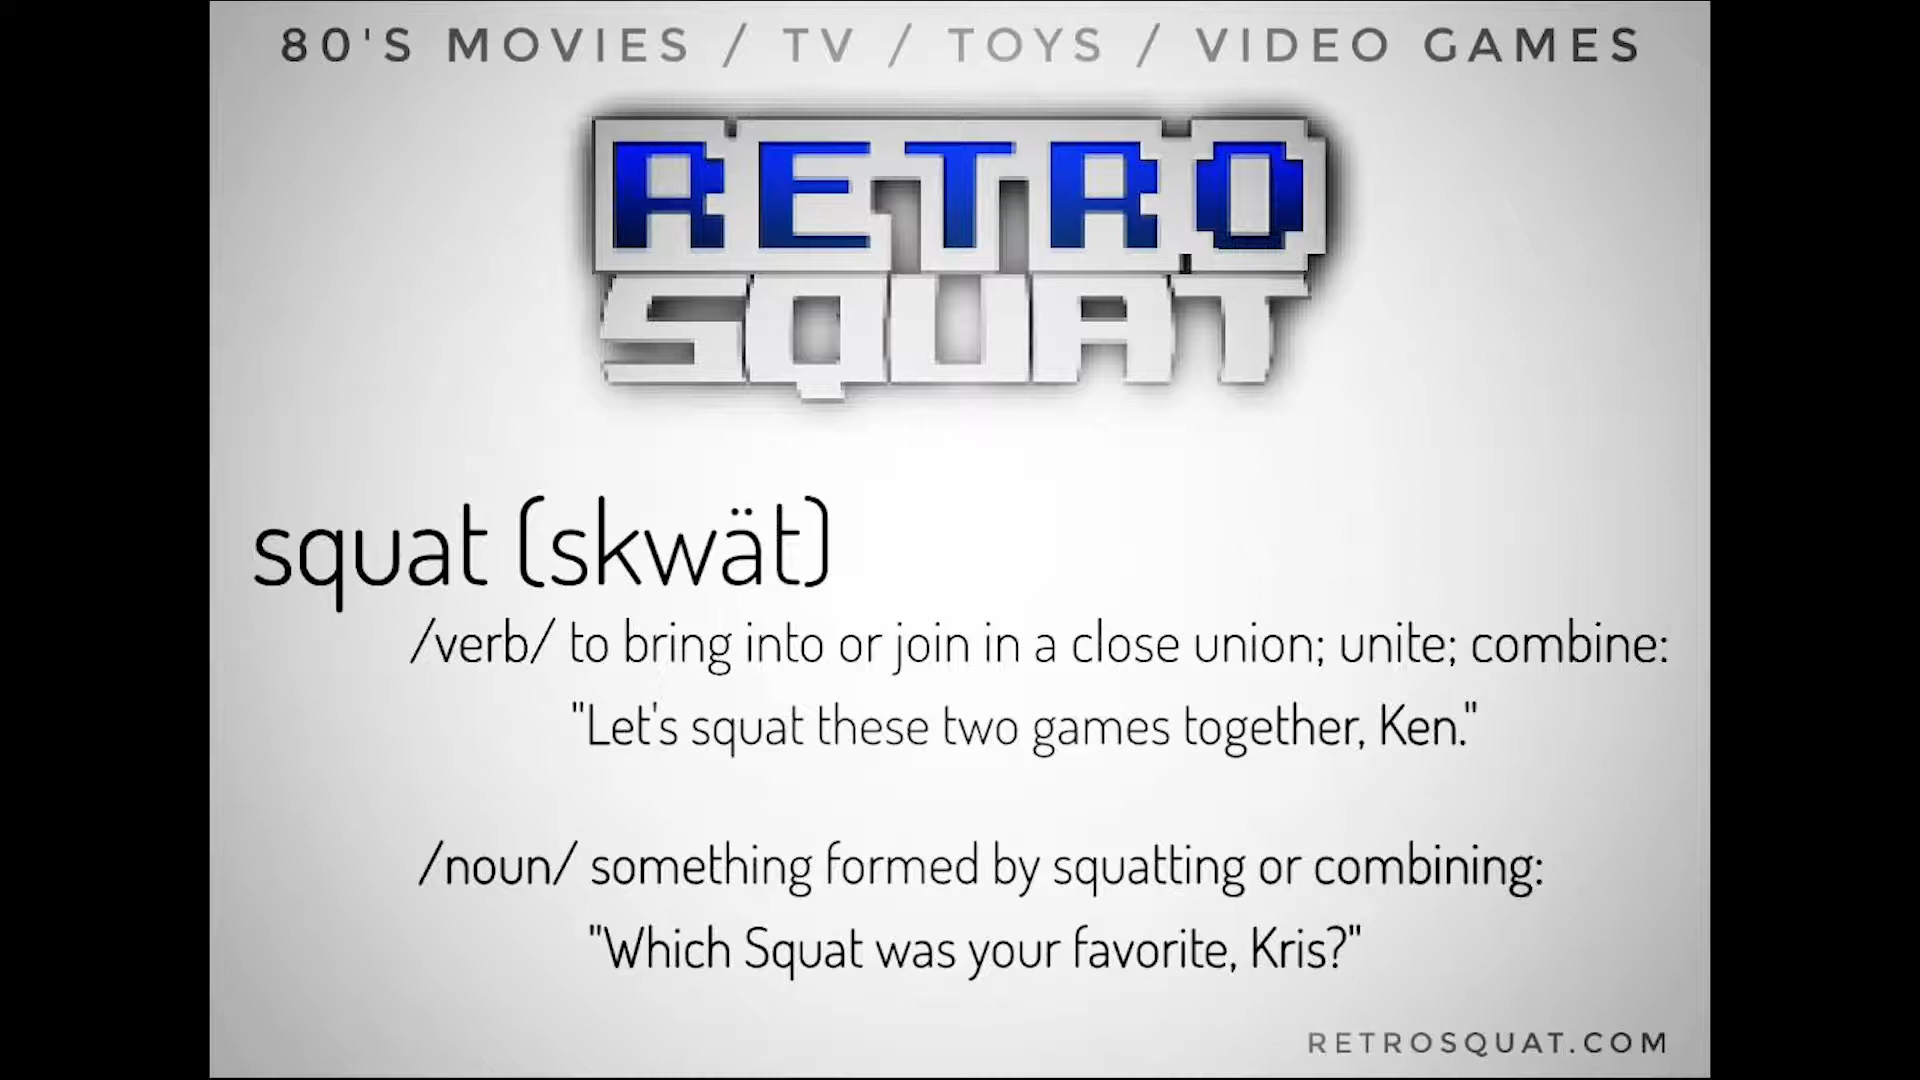 80'S MOVIES / TV / TOYS / VIDEO GAMES
RETRO
SQUAT
squat (skwät)
/verb/ to bring into or join in a close union; unite; combine:
"Let's squat these two games together, Ken."
/noun/ something formed by squatting or combining:
"Which Squat was your favorite, Kris?"
RETROSQUAT.COM